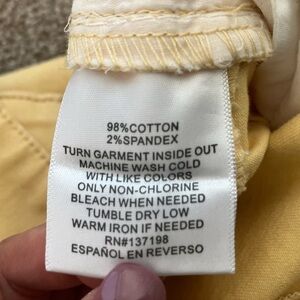 98%COTTON
2%SPANDEX
TURN GARMENT INSIDE OUT
MACHINE WASH COLD
WITH LIKE COLORS
ONLY NON-CHLORINE
BLEACH WHEN NEEDED
TUMBLE DRY LOW
WARM IRON IF NEEDED
RN#137198
ESPAÑOL EN REVERSO